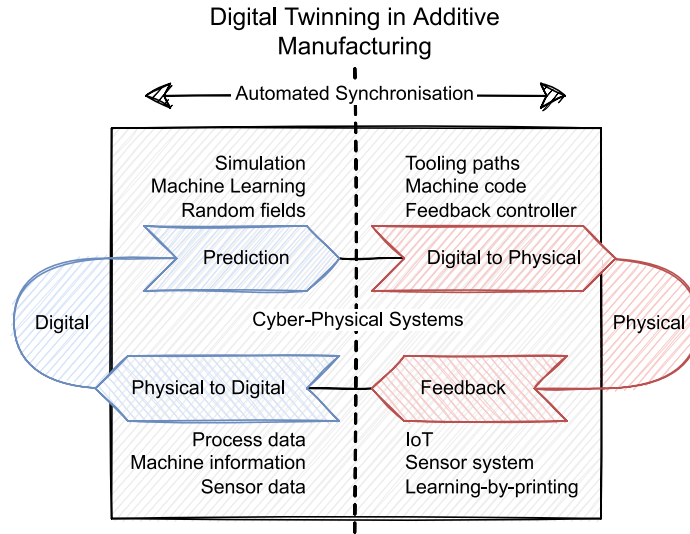 Digital Twinning in Additive
Manufacturing
Automated Synchronisation
Simulation
Machine Learning
Random fields
Tooling paths
Machine code
Feedback controller
Prediction
Digital to Physical
Digital
Cyber-Physical Systems
Physical
Physical to Digital
Feedback
Process data
Machine information
Sensor data
IoT
Sensor system
Learning-by-printing